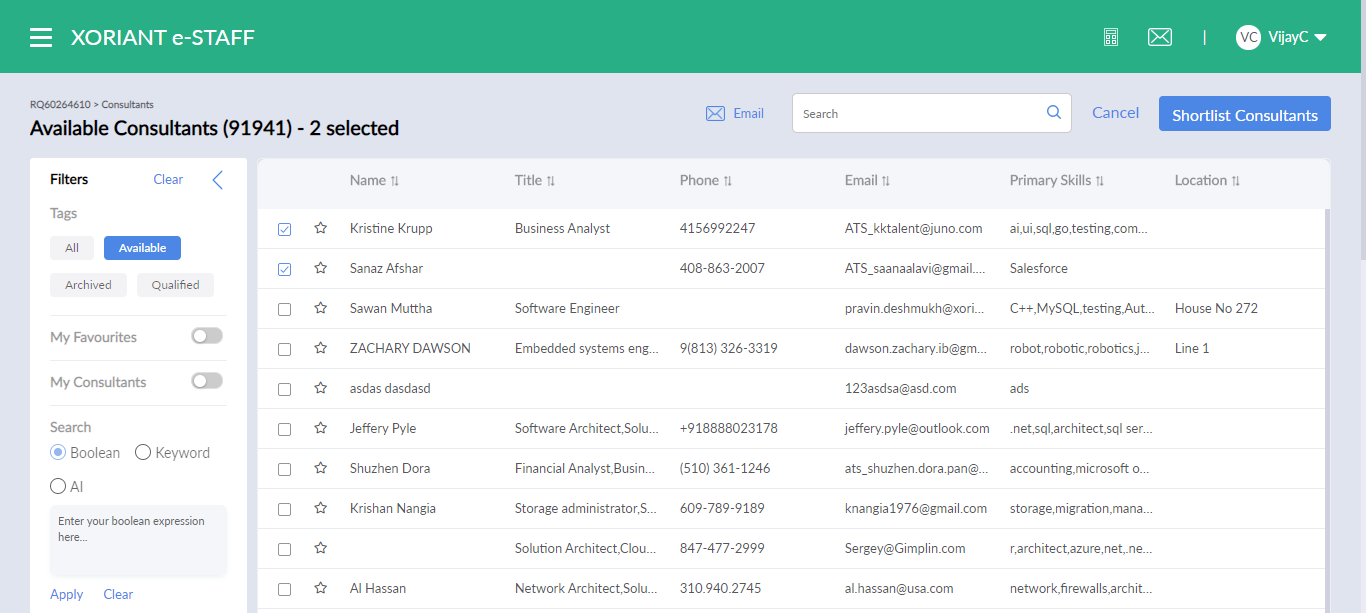 XORIANT e-STAFF
| VC VijayC
RQ60264610 > Consultants
Available Consultants (91941) - 2 selected
Email
Search
Cancel
Shortlist Consultants
Filters Clear
Tags
All Available
Archived Qualified
My Favourites
My Consultants
Search
Boolean Keyword
AI
Enter your boolean expression
here...
Apply Clear
Name Title Phone Email Primary Skills Location
Kristine Krupp Business Analyst 4156992247 ATS_kktalent@juno.com ai,ui,sql,go,testing,com...
Sanaz Afshar 408-863-2007 ATS_saanaalavi@gmail.... Salesforce
Sawan Muttha Software Engineer pravin.deshmukh@xori... C++,MySQL,testing,Aut... House No 272
ZACHARY DAWSON Embedded systems eng... 9(813) 326-3319 dawson.zachary.ib@gm... robot,robotic,robotics,j... Line 1
asdas dasdasd 123asdsa@asd.com ads
Jeffery Pyle Software Architect,Solu... +918888023178 jeffery.pyle@outlook.com .net,sql,architect,sql ser...
Shuzhen Dora Financial Analyst,Busin... (510) 361-1246 ats_shuzhen.dora.pan@... accounting,microsoft o...
Krishan Nangia Storage administrator,S... 609-789-9189 knangia1976@gmail.com storage,migration,mana...
Solution Architect,Clou... 847-477-2999 Sergey@Gimplin.com r,architect,azure,net,.ne...
Al Hassan Network Architect,Solu... 310.940.2745 al.hassan@usa.com network,firewalls,archit...